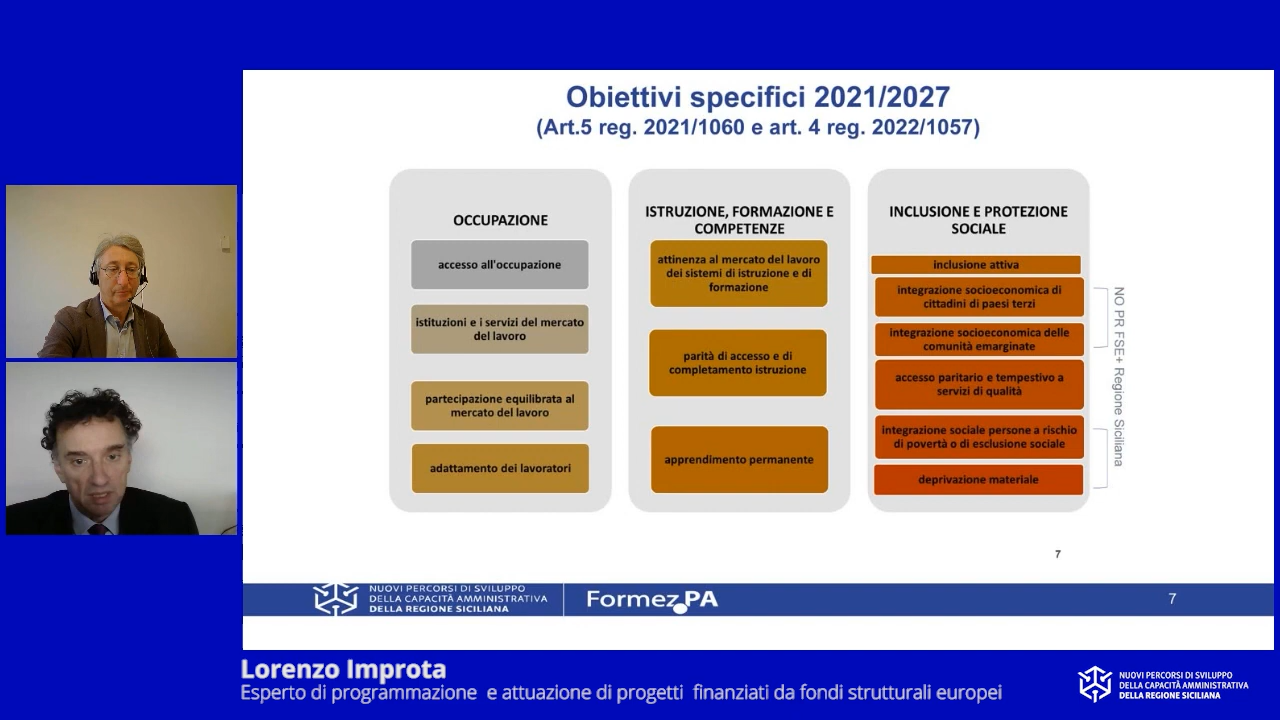 Obiettivi specifici 2021/2027
(Art.5 reg. 2021/1060 e art. 4 reg. 2022/1057)
OCCUPAZIONE
accesso all'occupazione
istituzioni e i servizi del mercato
del lavoro
partecipazione equilibrata al
mercato del lavoro
adattamento dei lavoratori
ISTRUZIONE, FORMAZIONE E
COMPETENZE
attinenza al mercato del lavoro
dei sistemi di istruzione e di
formazione
parità di accesso e di
completamento istruzione
apprendimento permanente
INCLUSIONE E PROTEZIONE
SOCIALE
inclusione attiva
integrazione socioeconomica di
cittadini di paesi terzi
integrazione socioeconomica delle
comunità emarginate
accesso paritario e tempestivo a
servizi di qualità
integrazione sociale persone a rischio
di povertà o di esclusione sociale
deprivazione materiale
NO PR FSE+ Regione Siciliana
7
NUOVI PERCORSI DI SVILUPPO
DELLA CAPACITÀ AMMINISTRATIVA
DELLA REGIONE SICILIANA
Formez PA
7
Lorenzo Improta
Esperto di programmazione e attuazione di progetti finanziati da fondi strutturali europei
NUOVI PERCORSI DI SVILUPPO
DELLA CAPACITÀ AMMINISTRATIVA
DELLA REGIONE SICILIANA